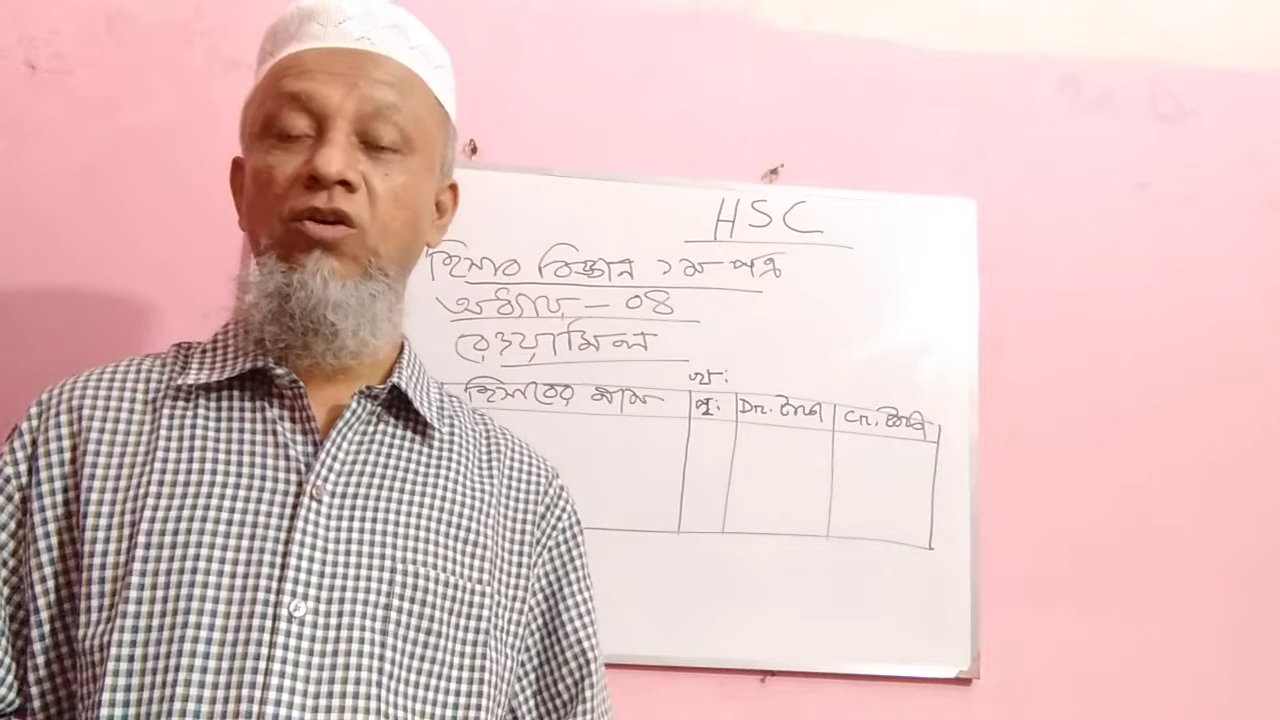 HSC
হিসাব বিজ্ঞান ১ম পত্র
অধ্যায় - ০৪
রেওয়ামিল
হিসাবের নাম খ: পৃ: Dr. টাকা Cr. টাকা